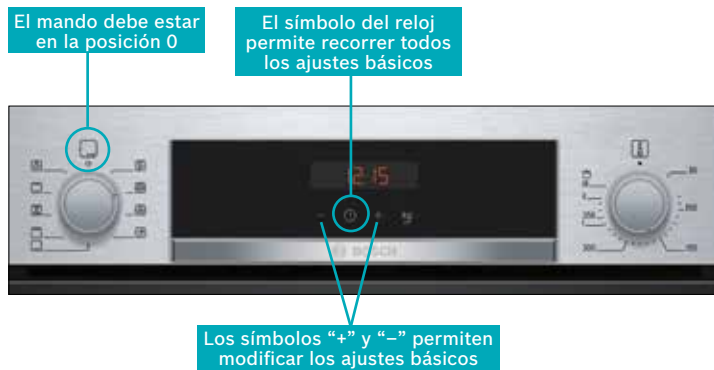 El mando debe estar
en la posición 0
El símbolo del reloj
permite recorrer todos
los ajustes básicos
12:15
BOSCH
Los símbolos “+” y “–” permiten
modificar los ajustes básicos